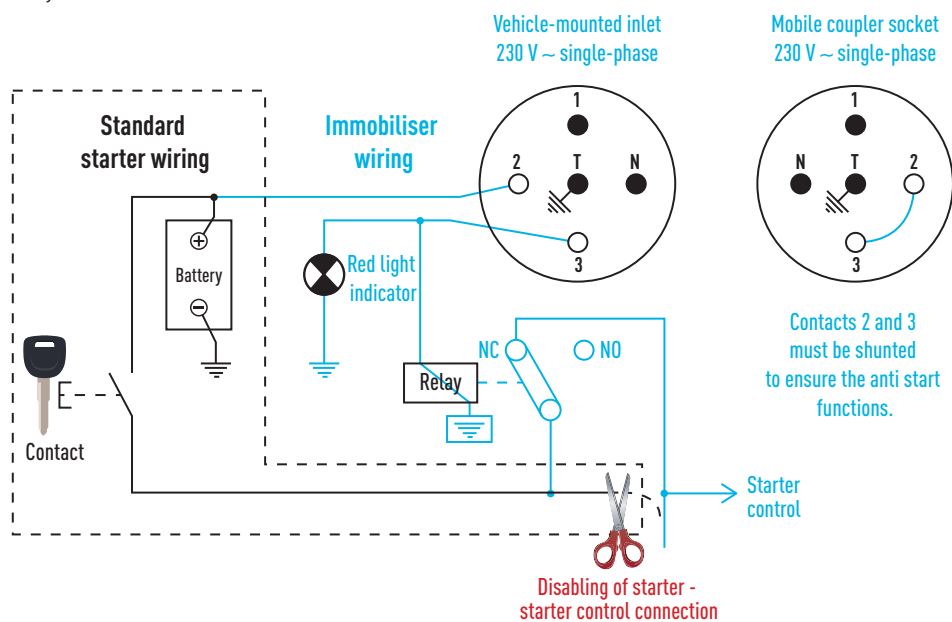 Vehicle-mounted inlet
230 V ~ single-phase
Mobile coupler socket
230 V ~ single-phase
Standard
starter wiring
Immobiliser
wiring
1
2
T
N
3
1
N
T
2
3
Battery
Red light
indicator
Contacts 2 and 3
must be shunted
to ensure the anti start
functions.
NC
NO
Relay
Contact
Starter
control
Disabling of starter -
starter control connection